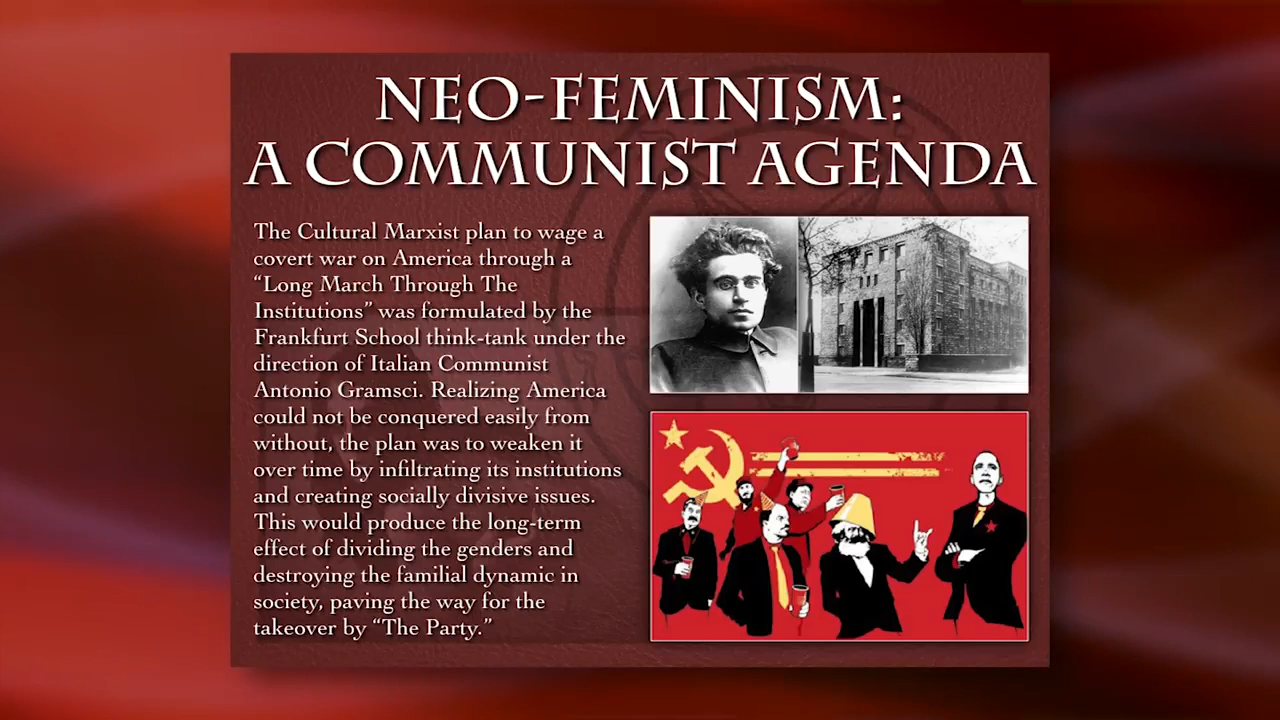 NEO-FEMINISM:
A COMMUNIST AGENDA
The Cultural Marxist plan to wage a
covert war on America through a
“Long March Through The
Institutions” was formulated by the
Frankfurt School think-tank under the
direction of Italian Communist
Antonio Gramsci. Realizing America
could not be conquered easily from
without, the plan was to weaken it
over time by infiltrating its institutions
and creating socially divisive issues.
This would produce the long-term
effect of dividing the genders and
destroying the familial dynamic in
society, paving the way for the
takeover by “The Party.”